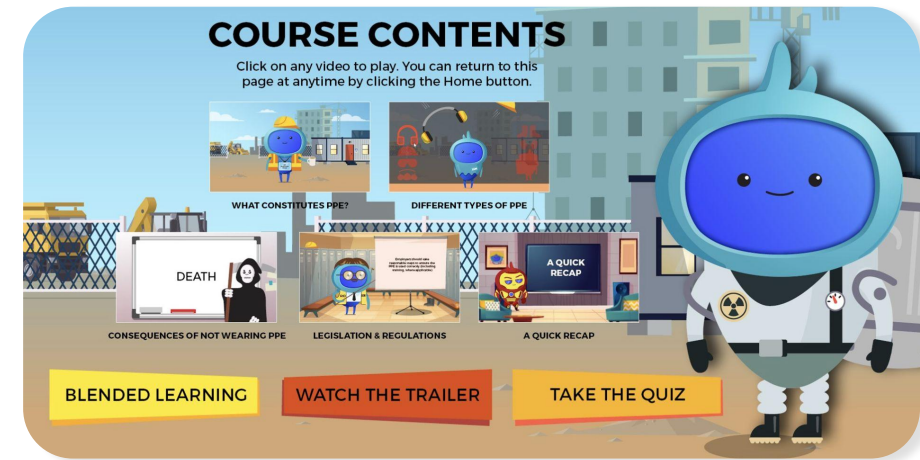 COURSE CONTENTS
Click on any video to play. You can return to this
page at anytime by clicking the Home button.
WHAT CONSTITUTES PPE?
DIFFERENT TYPES OF PPE
DEATH
A QUICK
RECAP
CONSEQUENCES OF NOT WEARING PPE
LEGISLATION & REGULATIONS
A QUICK RECAP
BLENDED LEARNING
WATCH THE TRAILER
TAKE THE QUIZ